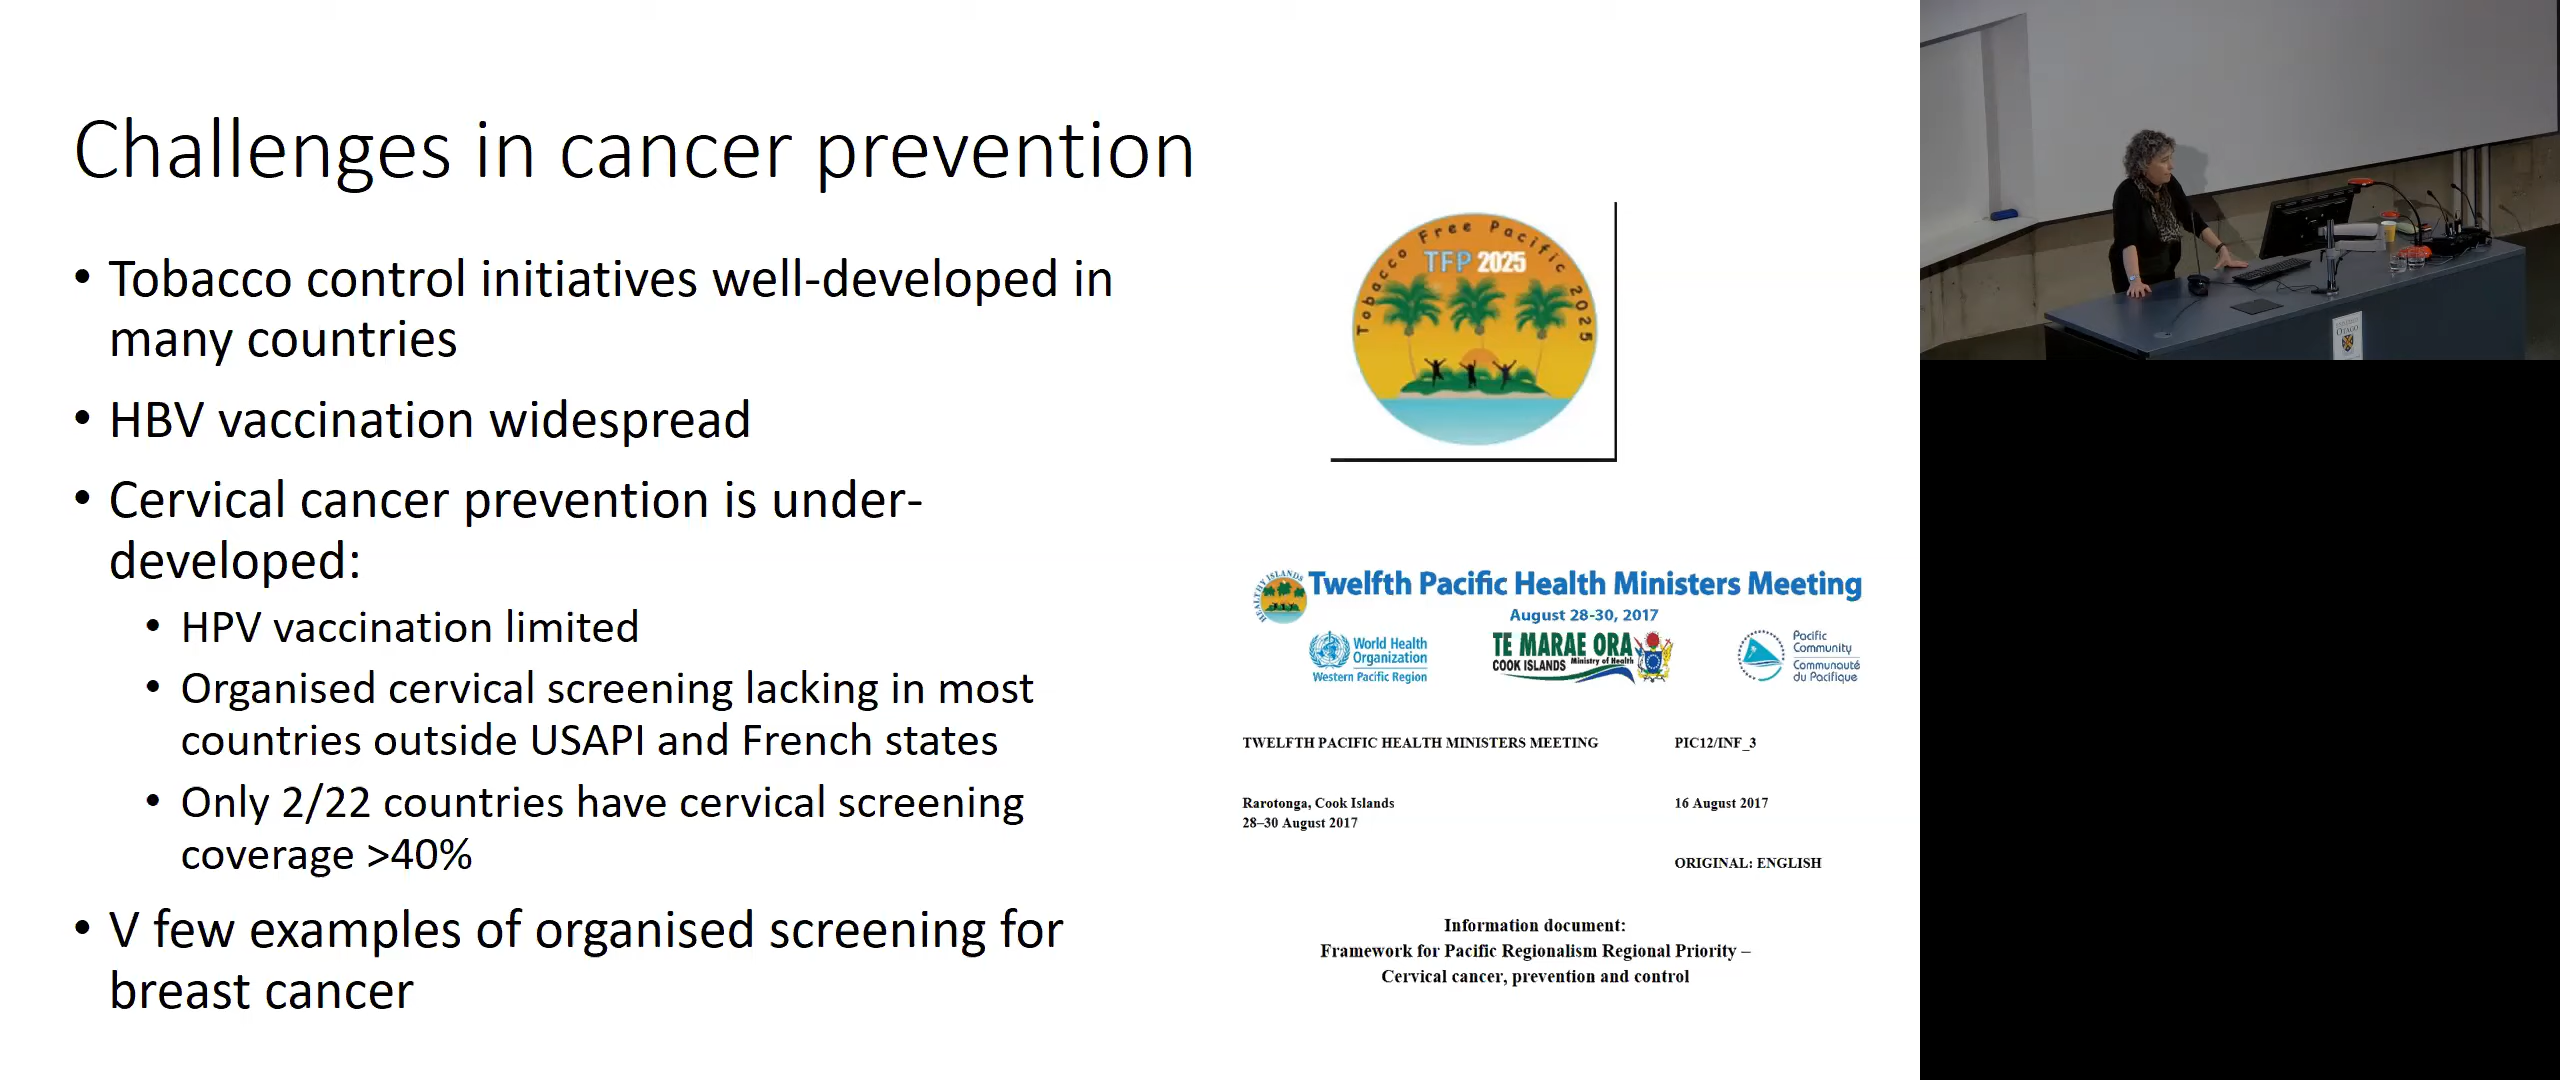 Challenges in cancer prevention
• Tobacco control initiatives well-developed in
many countries
• HBV vaccination widespread
• Cervical cancer prevention is under-
developed:
• HPV vaccination limited
• Organised cervical screening lacking in most
countries outside USAPI and French states
• Only 2/22 countries have cervical screening
coverage >40%
• V few examples of organised screening for
breast cancer
Tobacco Free Pacific 2025
TFP 2025
HEALTHY ISLANDS
Twelfth Pacific Health Ministers Meeting
August 28-30, 2017
World Health
Organization
Western Pacific Region
TE MARAE ORA
COOK ISLANDS Ministry of Health
Pacific
Community
Communauté
du Pacifique
TWELFTH PACIFIC HEALTH MINISTERS MEETING PIC12/INF_3
Rarotonga, Cook Islands 16 August 2017
28–30 August 2017
ORIGINAL: ENGLISH
Information document:
Framework for Pacific Regionalism Regional Priority –
Cervical cancer, prevention and control
OTAGO